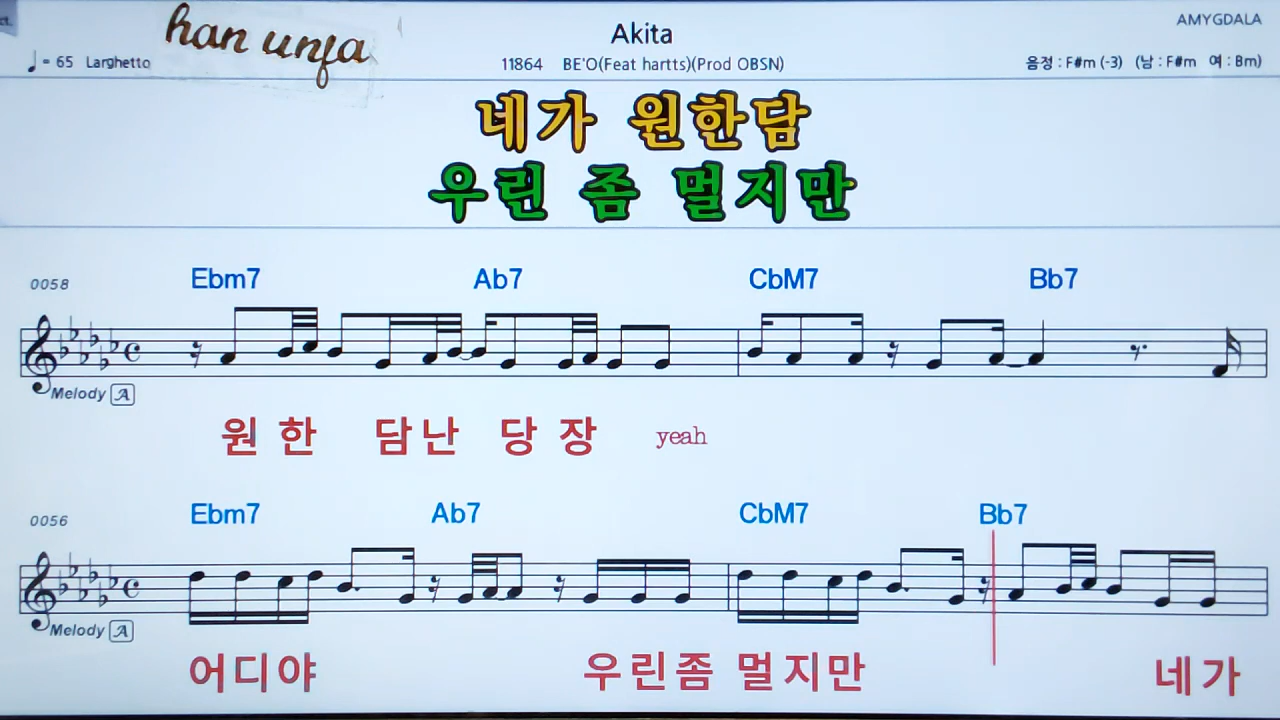 ct.
han unfa
Akita
AMYGDALA
♩= 65 Larghetto
11864 BE'O(Feat hartts)(Prod OBSN)
음정 : F#m (-3) (남 : F#m 여 : Bm)
네가 원한담
우린 좀 멀지만
0058
Ebm7 Ab7 CbM7 Bb7
Melody A
원 한 담난 당 장 yeah
0056
Ebm7 Ab7 CbM7 Bb7
Melody A
어디야 우린좀 멀지만 네가